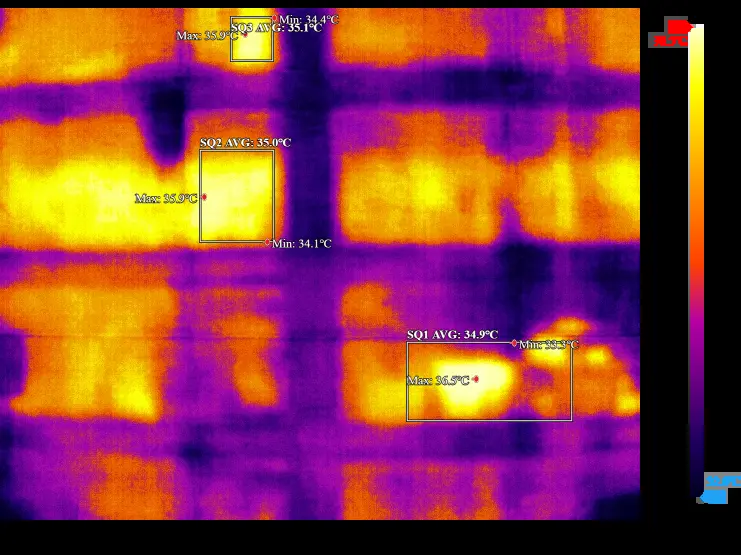 Min: 34.4℃
SQ3 AVG: 35.1℃
Max: 35.9℃
SQ2 AVG: 35.0℃
Max: 35.9℃
Min: 34.1℃
SQ1 AVG: 34.9℃
Min: 33.3℃
Max: 36.5℃